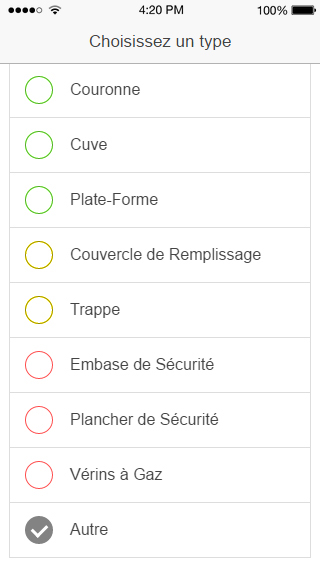 4:20 PM 100%
Choisissez un type
Couronne
Cuve
Plate-Forme
Couvercle de Remplissage
Trappe
Embase de Sécurité
Plancher de Sécurité
Vérins à Gaz
Autre